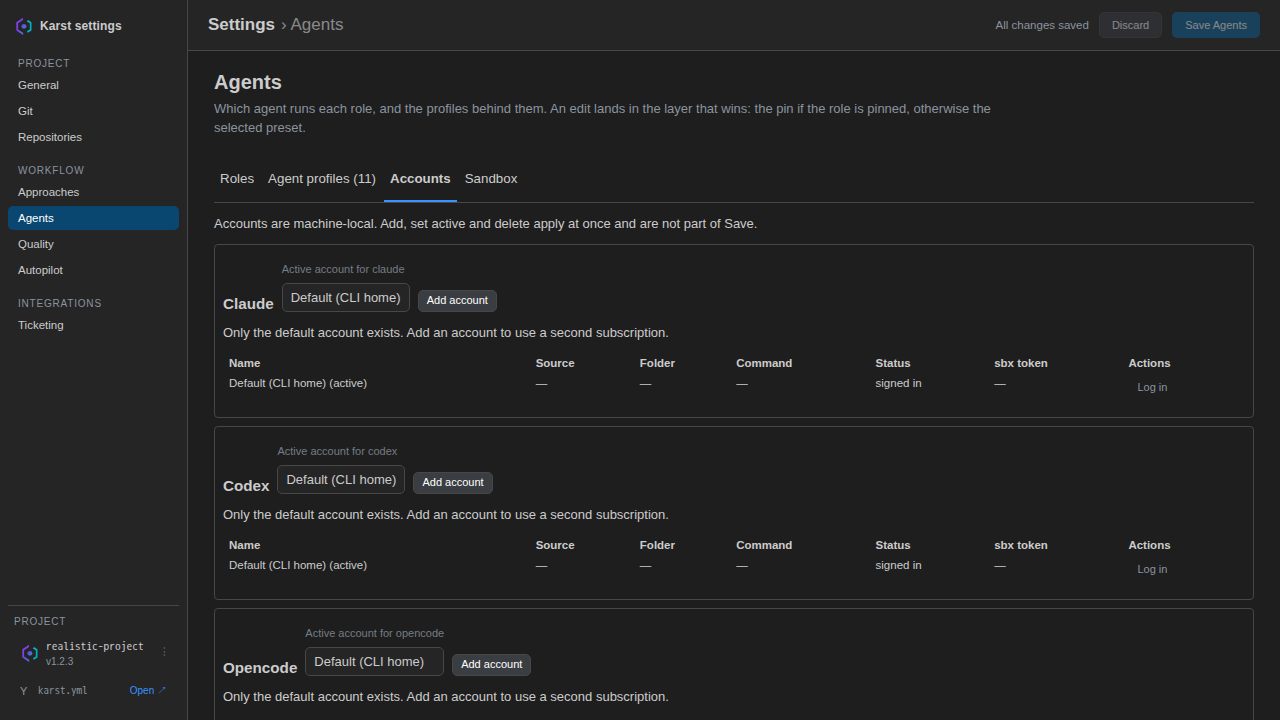 Karst settings
Settings › Agents
All changes saved
Discard
Save Agents
PROJECT
General
Git
Repositories
WORKFLOW
Approaches
Agents
Quality
Autopilot
INTEGRATIONS
Ticketing
PROJECT
realistic-project
v1.2.3
Y karst.yml
Open ↗
Agents
Which agent runs each role, and the profiles behind them. An edit lands in the layer that wins: the pin if the role is pinned, otherwise the
selected preset.
Roles Agent profiles (11) Accounts Sandbox
Accounts are machine-local. Add, set active and delete apply at once and are not part of Save.
Active account for claude
Claude Default (CLI home) Add account
Only the default account exists. Add an account to use a second subscription.
Name Source Folder Command Status sbx token Actions
Default (CLI home) (active) — — — signed in — Log in
Active account for codex
Codex Default (CLI home) Add account
Only the default account exists. Add an account to use a second subscription.
Name Source Folder Command Status sbx token Actions
Default (CLI home) (active) — — — signed in — Log in
Active account for opencode
Opencode Default (CLI home) Add account
Only the default account exists. Add an account to use a second subscription.